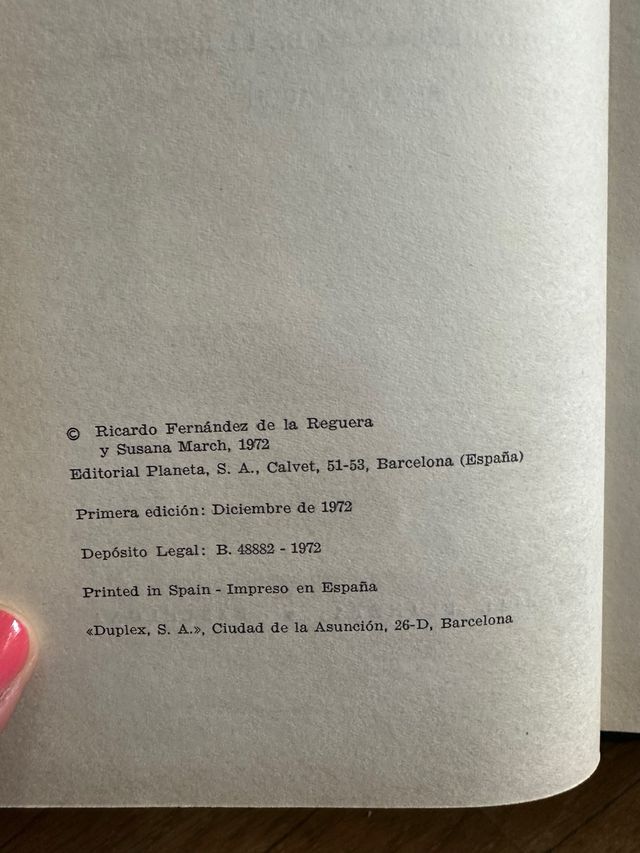 © Ricardo Fernández de la Reguera
y Susana March, 1972
Editorial Planeta, S. A., Calvet, 51-53, Barcelona (España)
Primera edición: Diciembre de 1972
Depósito Legal: B. 48882 - 1972
Printed in Spain - Impreso en España
«Duplex, S. A.», Ciudad de la Asunción, 26-D, Barcelona